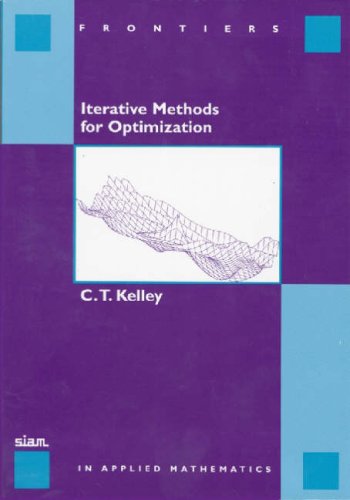 FRONTIERS
Iterative Methods
for Optimization
C.T. Kelley
siam
IN APPLIED MATHEMATICS